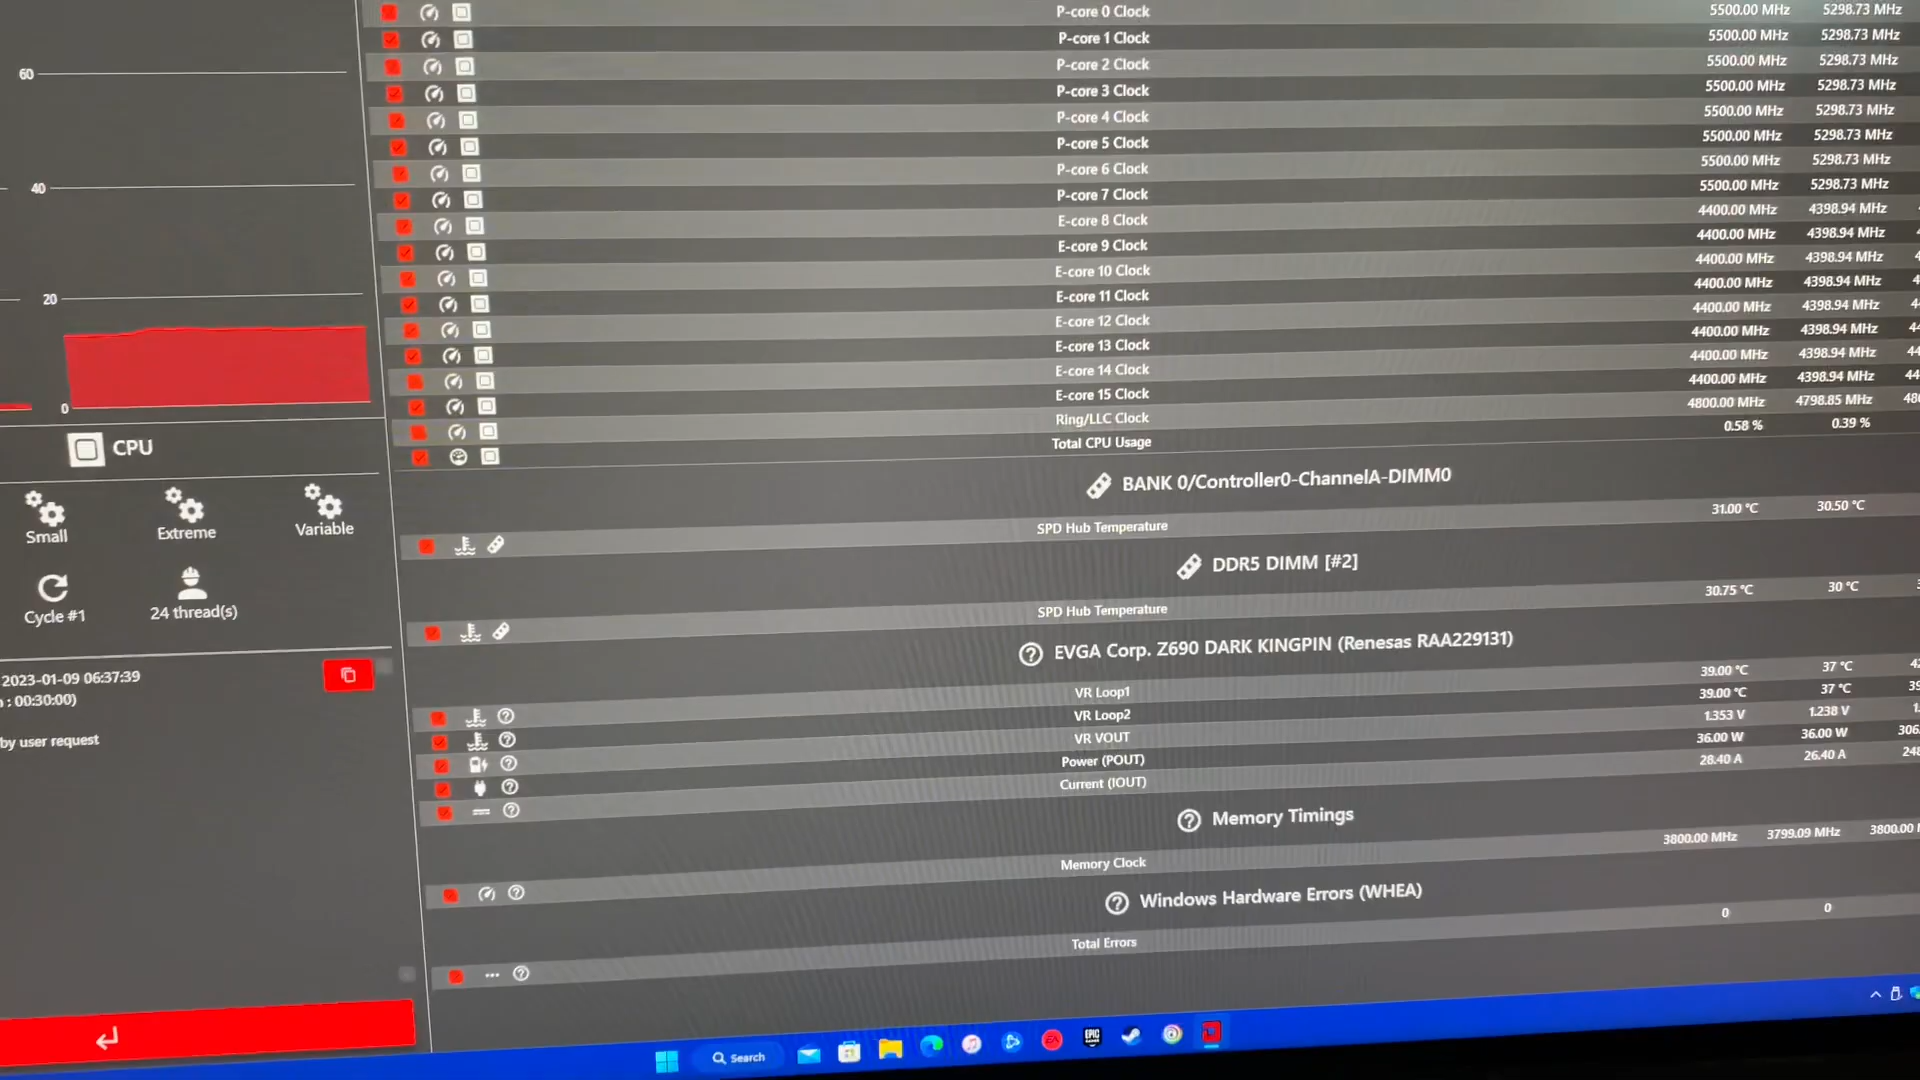 60
40
20
0
CPU
Small
Extreme
Variable
Cycle #1
24 thread(s)
2023-01-09 06:37:39
: 00:30:00)
by user request
P-core 0 Clock 5500.00 MHz 5298.73 MHz
P-core 1 Clock 5500.00 MHz 5298.73 MHz
P-core 2 Clock 5500.00 MHz 5298.73 MHz
P-core 3 Clock 5500.00 MHz 5298.73 MHz
P-core 4 Clock 5500.00 MHz 5298.73 MHz
P-core 5 Clock 5500.00 MHz 5298.73 MHz
P-core 6 Clock 5500.00 MHz 5298.73 MHz
P-core 7 Clock 5500.00 MHz 5298.73 MHz
E-core 8 Clock 4400.00 MHz 4398.94 MHz
E-core 9 Clock 4400.00 MHz 4398.94 MHz
E-core 10 Clock 4400.00 MHz 4398.94 MHz
E-core 11 Clock 4400.00 MHz 4398.94 MHz
E-core 12 Clock 4400.00 MHz 4398.94 MHz
E-core 13 Clock 4400.00 MHz 4398.94 MHz
E-core 14 Clock 4400.00 MHz 4398.94 MHz
E-core 15 Clock 4400.00 MHz 4398.94 MHz
Ring/LLC Clock 4800.00 MHz 4798.85 MHz
Total CPU Usage 0.58 % 0.39 %
BANK 0/Controller0-ChannelA-DIMM0
SPD Hub Temperature 31.00 °C 30.50 °C
DDR5 DIMM [#2]
SPD Hub Temperature 30.75 °C 30 °C
EVGA Corp. Z690 DARK KINGPIN (Renesas RAA229131)
VR Loop1 39.00 °C 37 °C
VR Loop2 39.00 °C 37 °C
VR VOUT 1.353 V 1.238 V
Power (POUT) 36.00 W 36.00 W 306
Current (IOUT) 28.40 A 26.40 A 248
Memory Timings
Memory Clock 3800.00 MHz 3799.09 MHz 3800.00
Windows Hardware Errors (WHEA)
Total Errors 0 0
Search
EA
EPIC GAMES